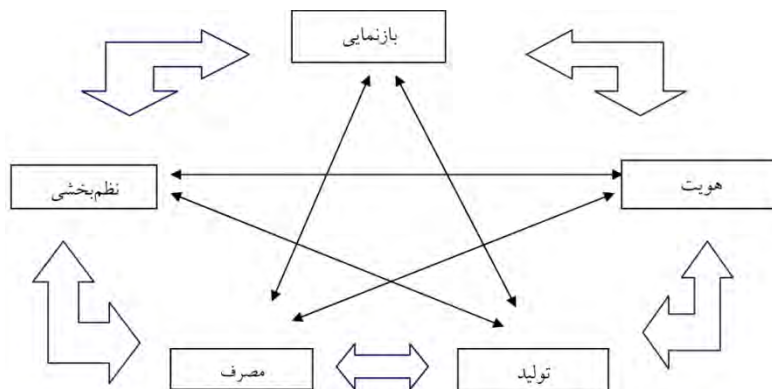 بازنمایی
هویت
نظم‌بخشی
تولید
مصرف